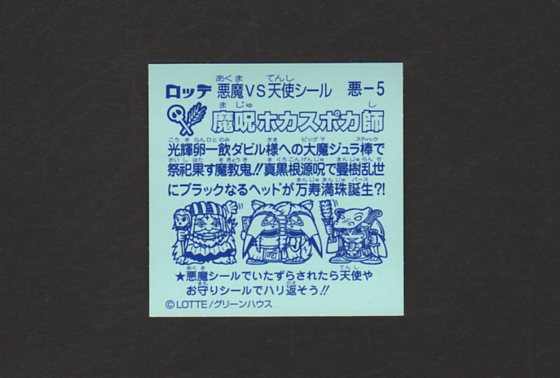 ロッテ 悪魔VS天使シール 悪-5
魔呪ホカスポカ師
光輝卵一飲ダビル様への大魔ジュラ棒で
祭祀果す魔教鬼!!真黒根源呪で曼樹乱世
にブラックなるヘッドが万寿満珠誕生?!
★悪魔シールでいたずらされたら天使や
お守りシールでハリ返そう!!
©LOTTE/グリーンハウス